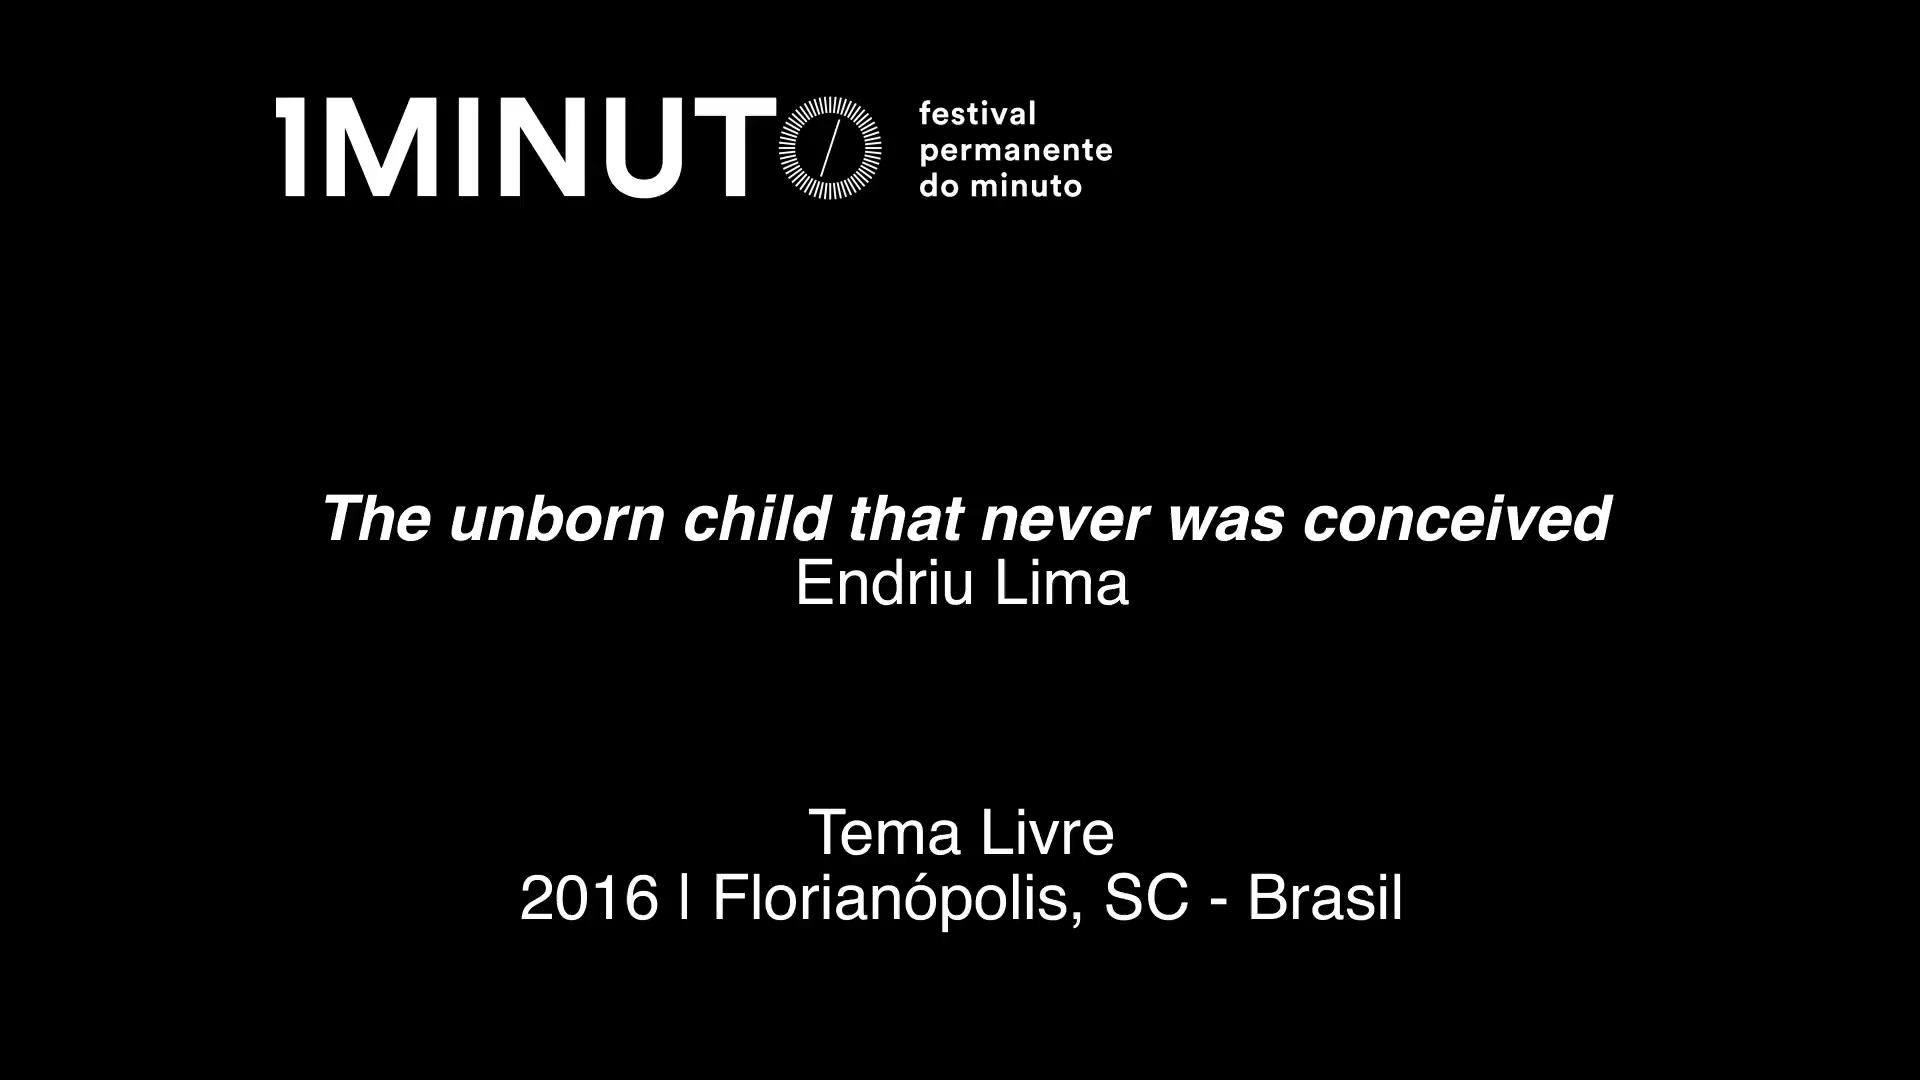 1MINUTO
festival
permanente
do minuto
The unborn child that never was conceived
Endriu Lima
Tema Livre
2016 | Florianópolis, SC - Brasil